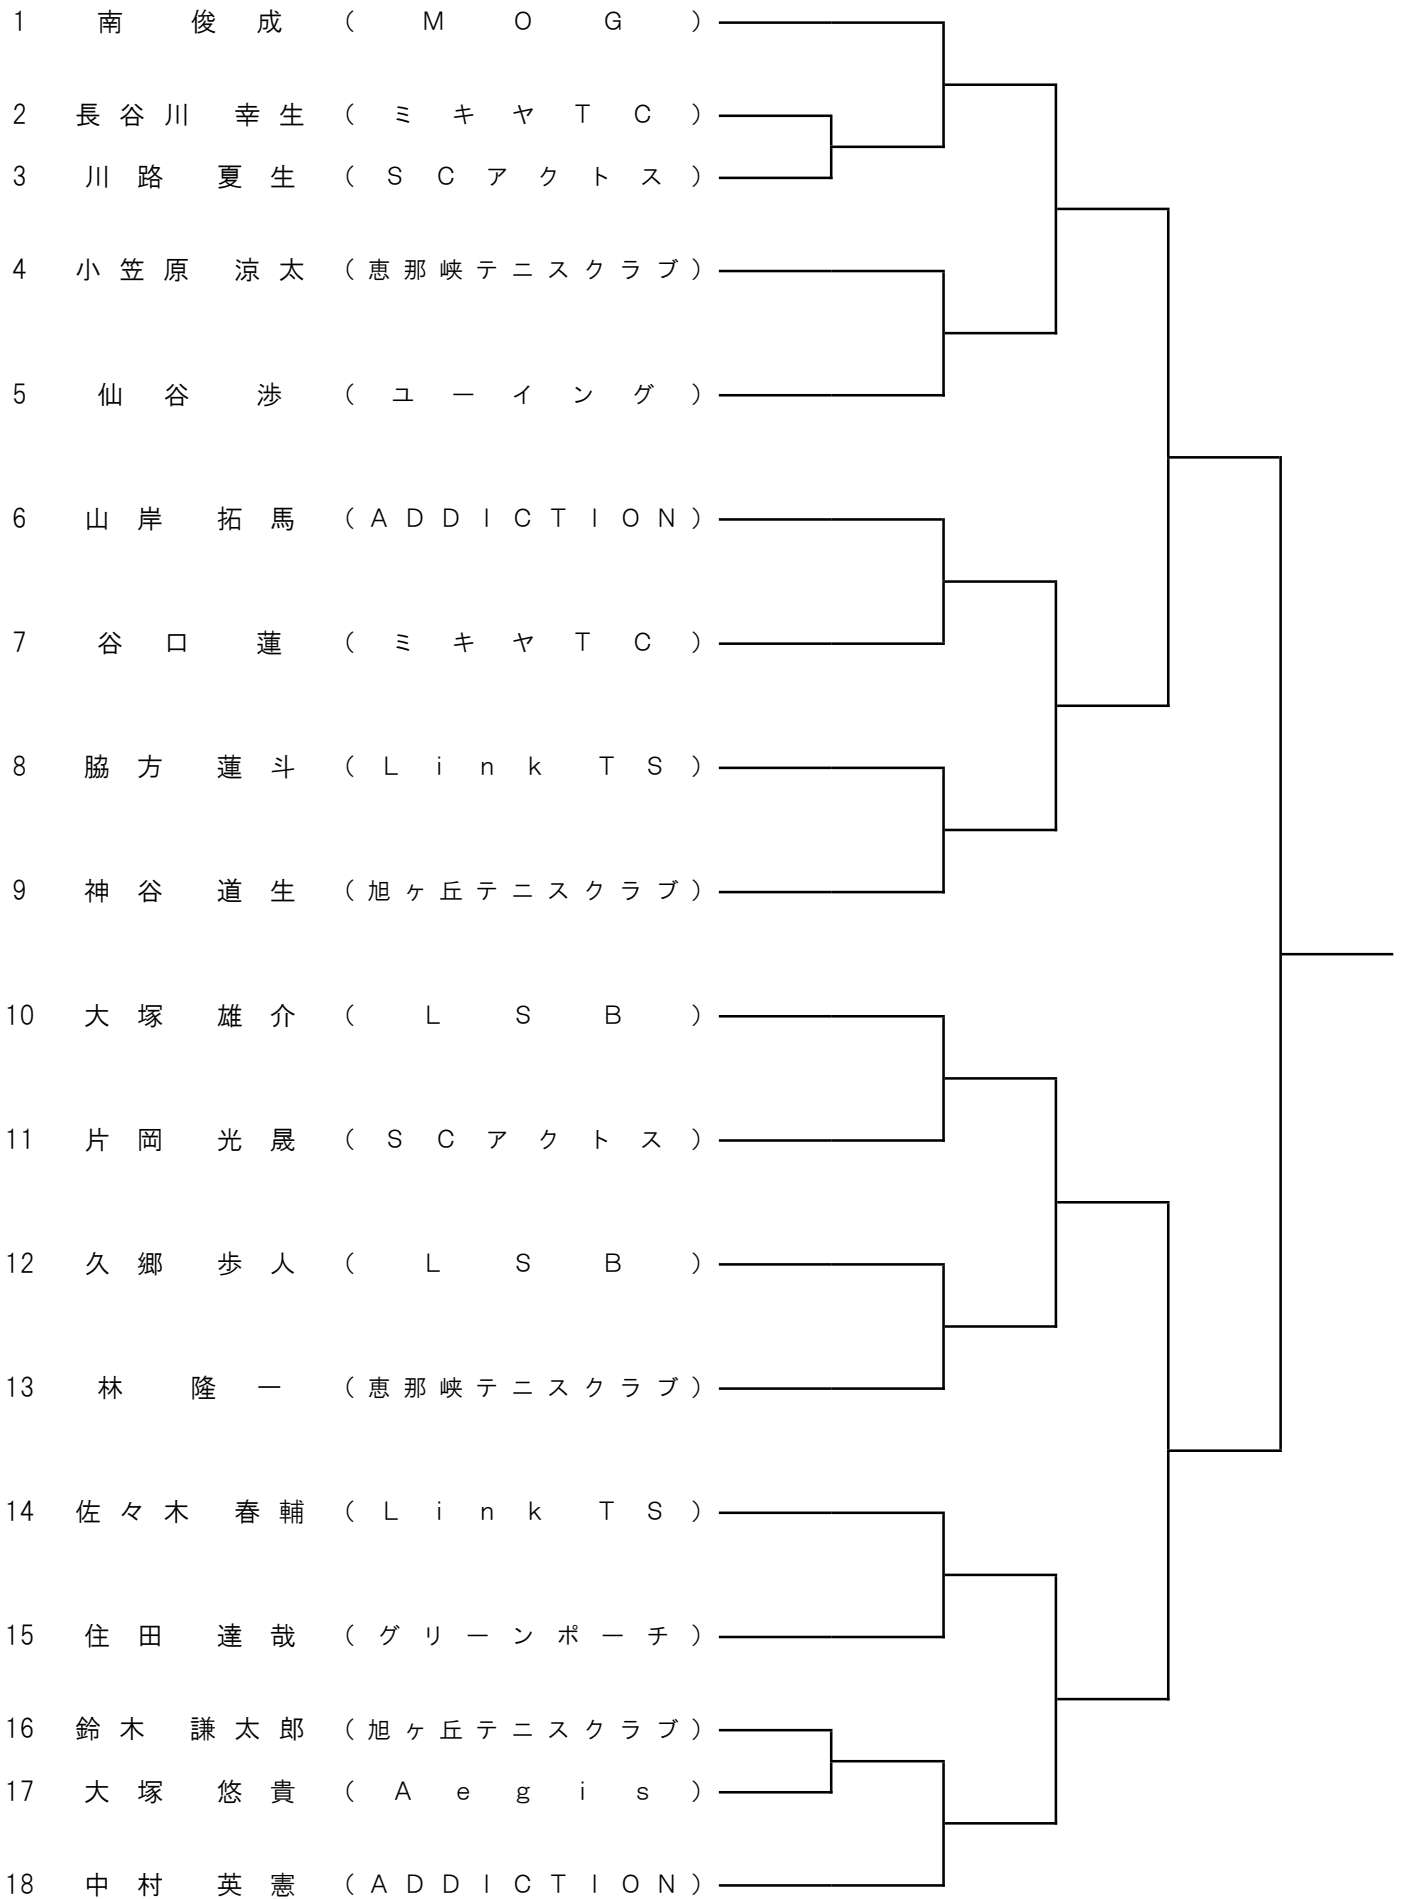 1 南 俊成 (MOG)
2 長谷川 幸生 (ミキヤTC)
3 川路 夏生 (SCアクトス)
4 小笠原 涼太 (恵那峡テニスクラブ)
5 仙谷 渉 (ユーイング)
6 山岸 拓馬 (ADDICTION)
7 谷口 蓮 (ミキヤTC)
8 脇方 蓮斗 (Link TS)
9 神谷 道生 (旭ヶ丘テニスクラブ)
10 大塚 雄介 (LSB)
11 片岡 光晟 (SCアクトス)
12 久郷 歩人 (LSB)
13 林 隆一 (恵那峡テニスクラブ)
14 佐々木 春輔 (Link TS)
15 住田 達哉 (グリーンポーチ)
16 鈴木 謙太郎 (旭ヶ丘テニスクラブ)
17 大塚 悠貴 (Aegis)
18 中村 英憲 (ADDICTION)